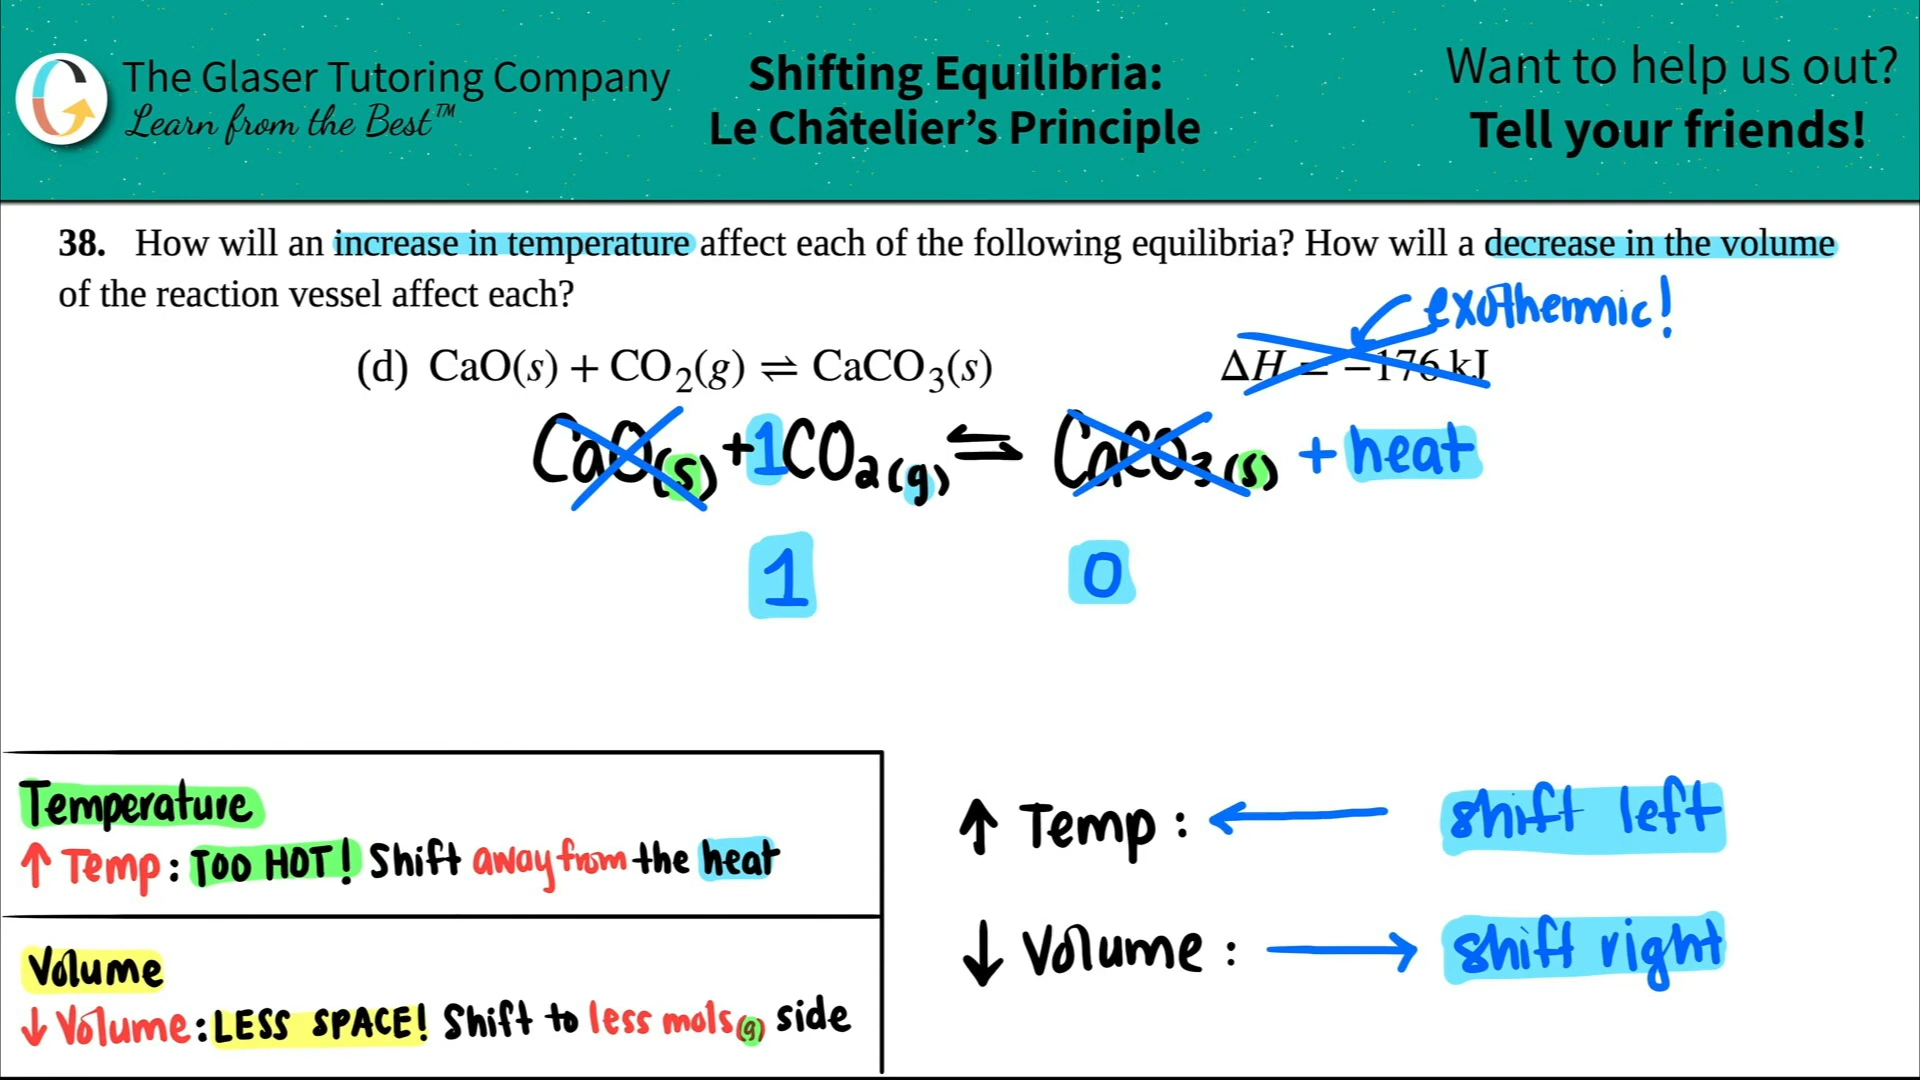 The Glaser Tutoring Company
Learn from the Best™
Shifting Equilibria:
Le Châtelier's Principle
Want to help us out?
Tell your friends!
38. How will an increase in temperature affect each of the following equilibria? How will a decrease in the volume
of the reaction vessel affect each?
exothermic!
(d) CaO(s) + CO₂(g) ⇌ CaCO₃(s) ΔH = −176 kJ
CaO(s) + 1CO₂(g) ⇌ CaCO₃(s) + heat
1 0
Temperature
↑ Temp: TOO HOT! Shift away from the heat
Volume
↓ Volume: LESS SPACE! Shift to less mols(g) side
↑ Temp: ← shift left
↓ Volume: → shift right